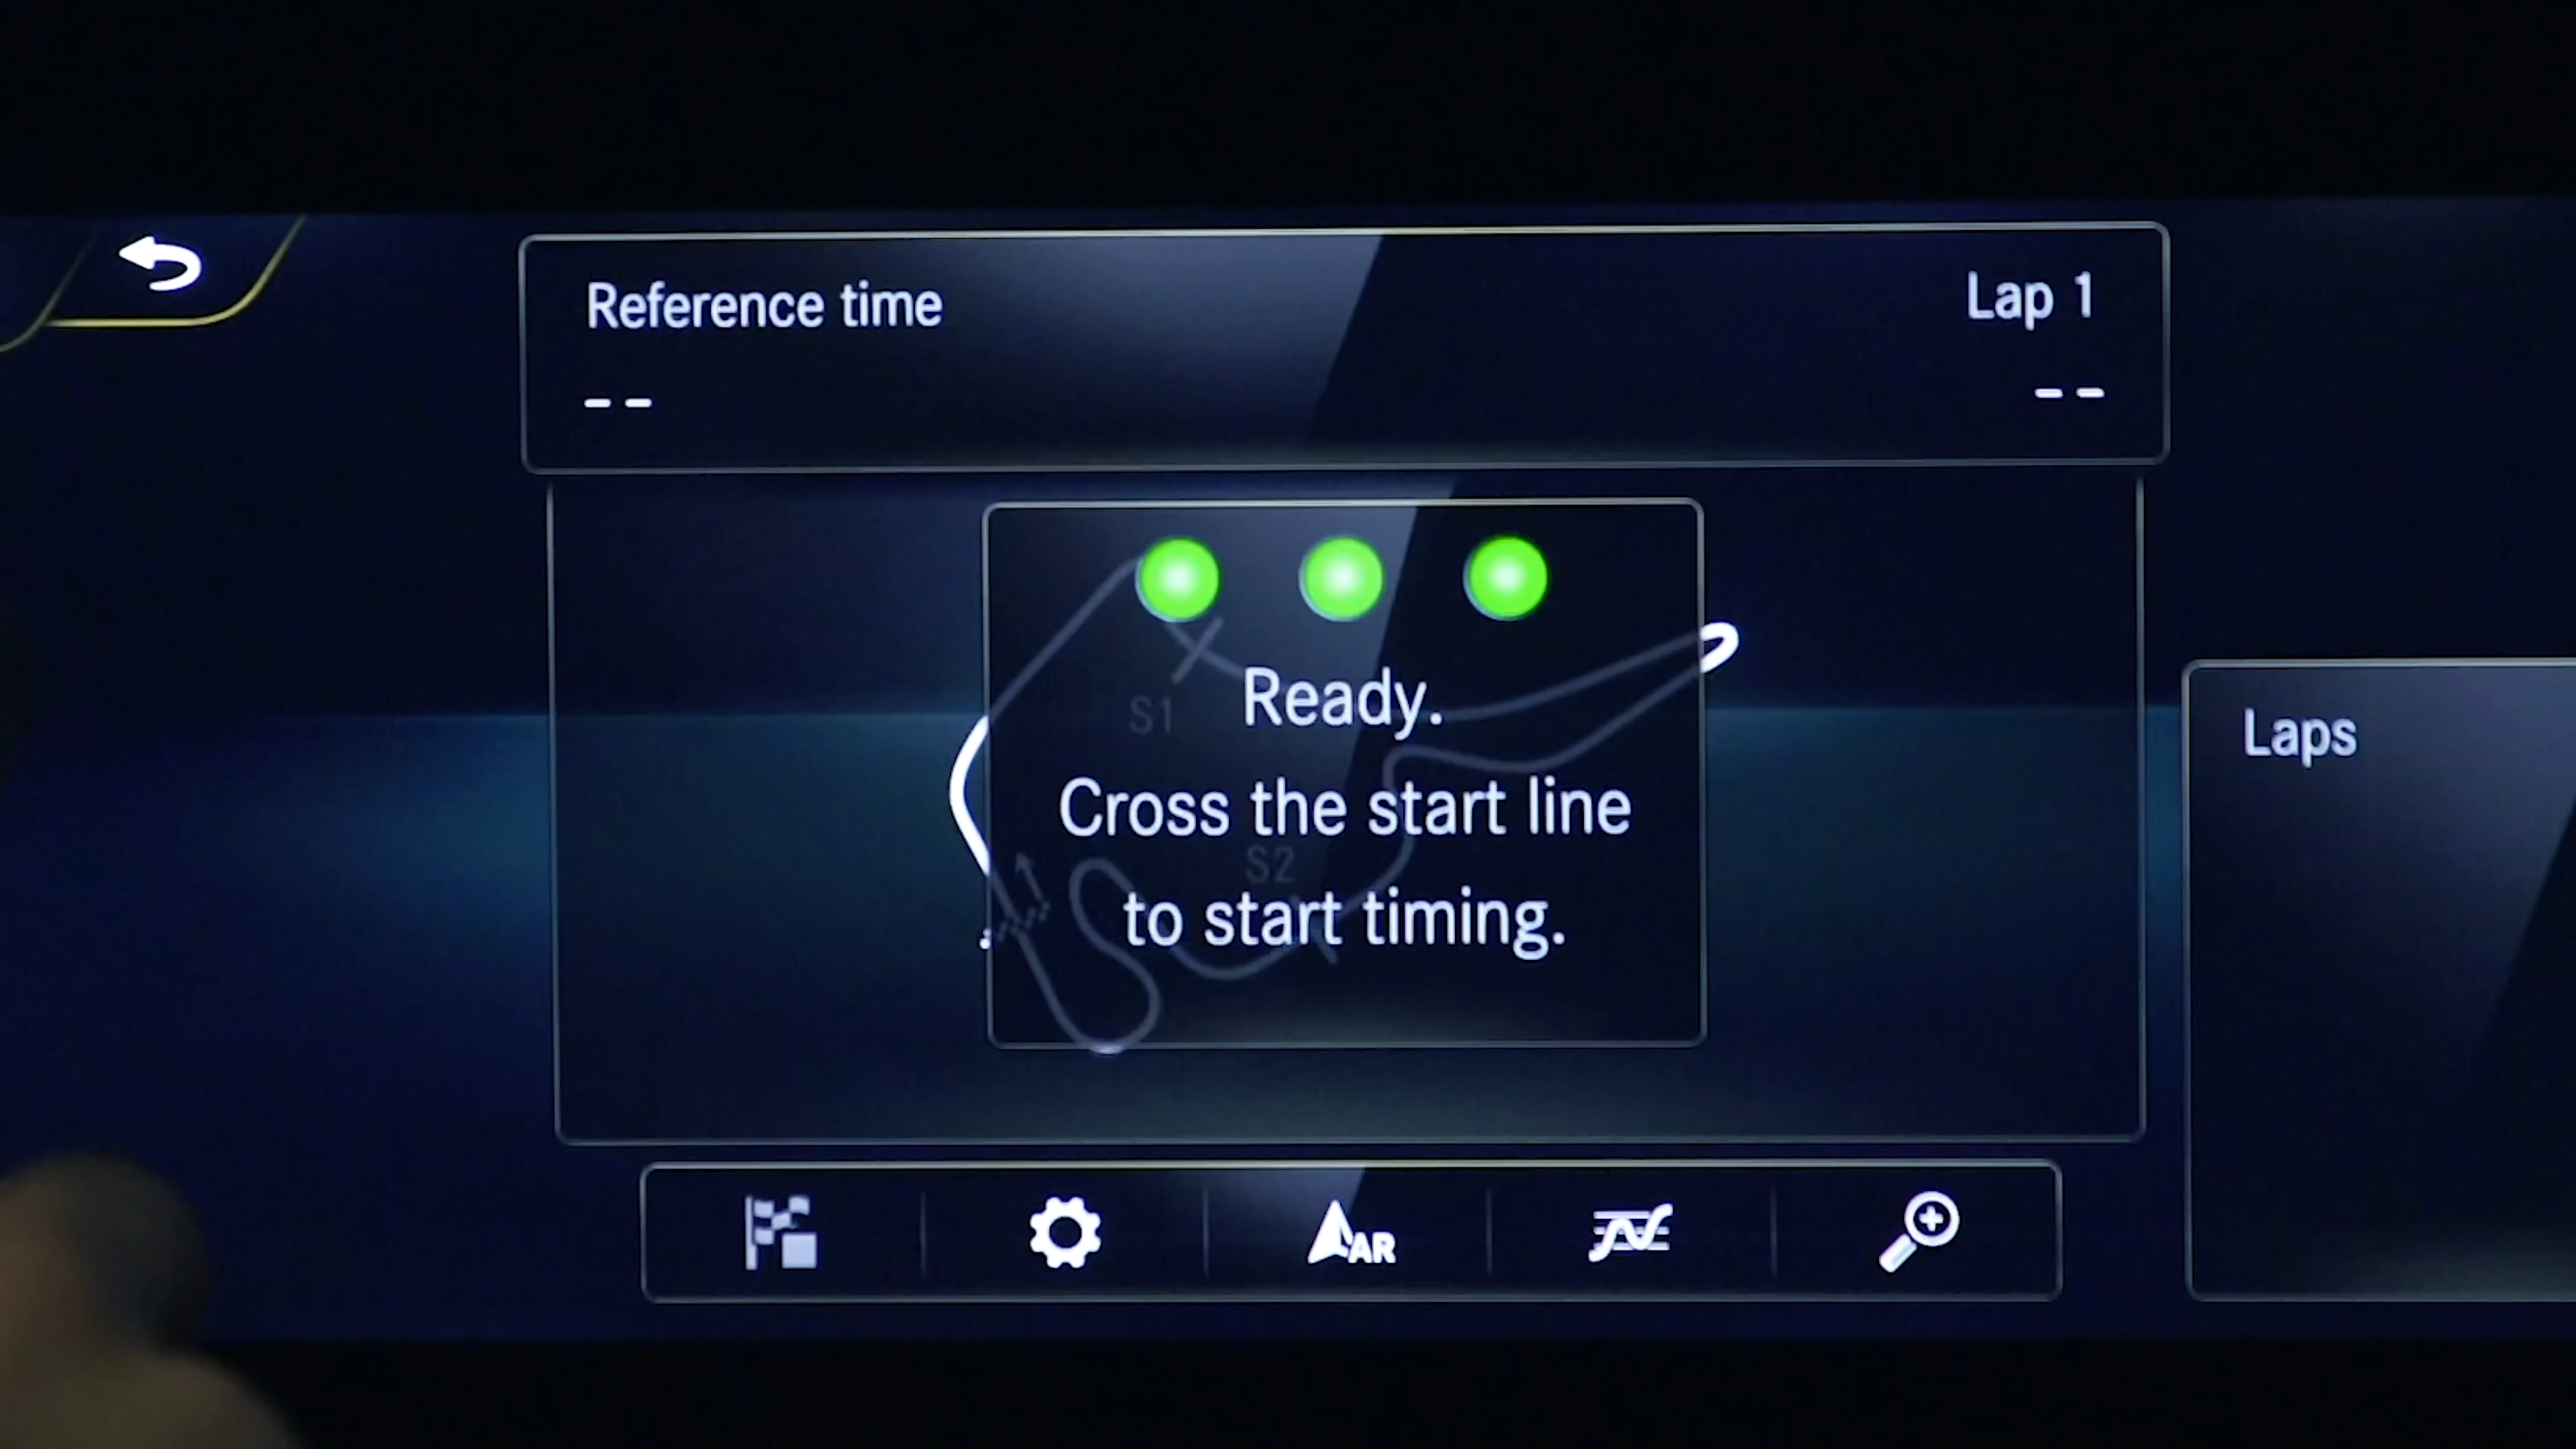 Reference time
Lap 1
--
--
S1
Ready.
Cross the start line
S2
to start timing.
Laps
AR